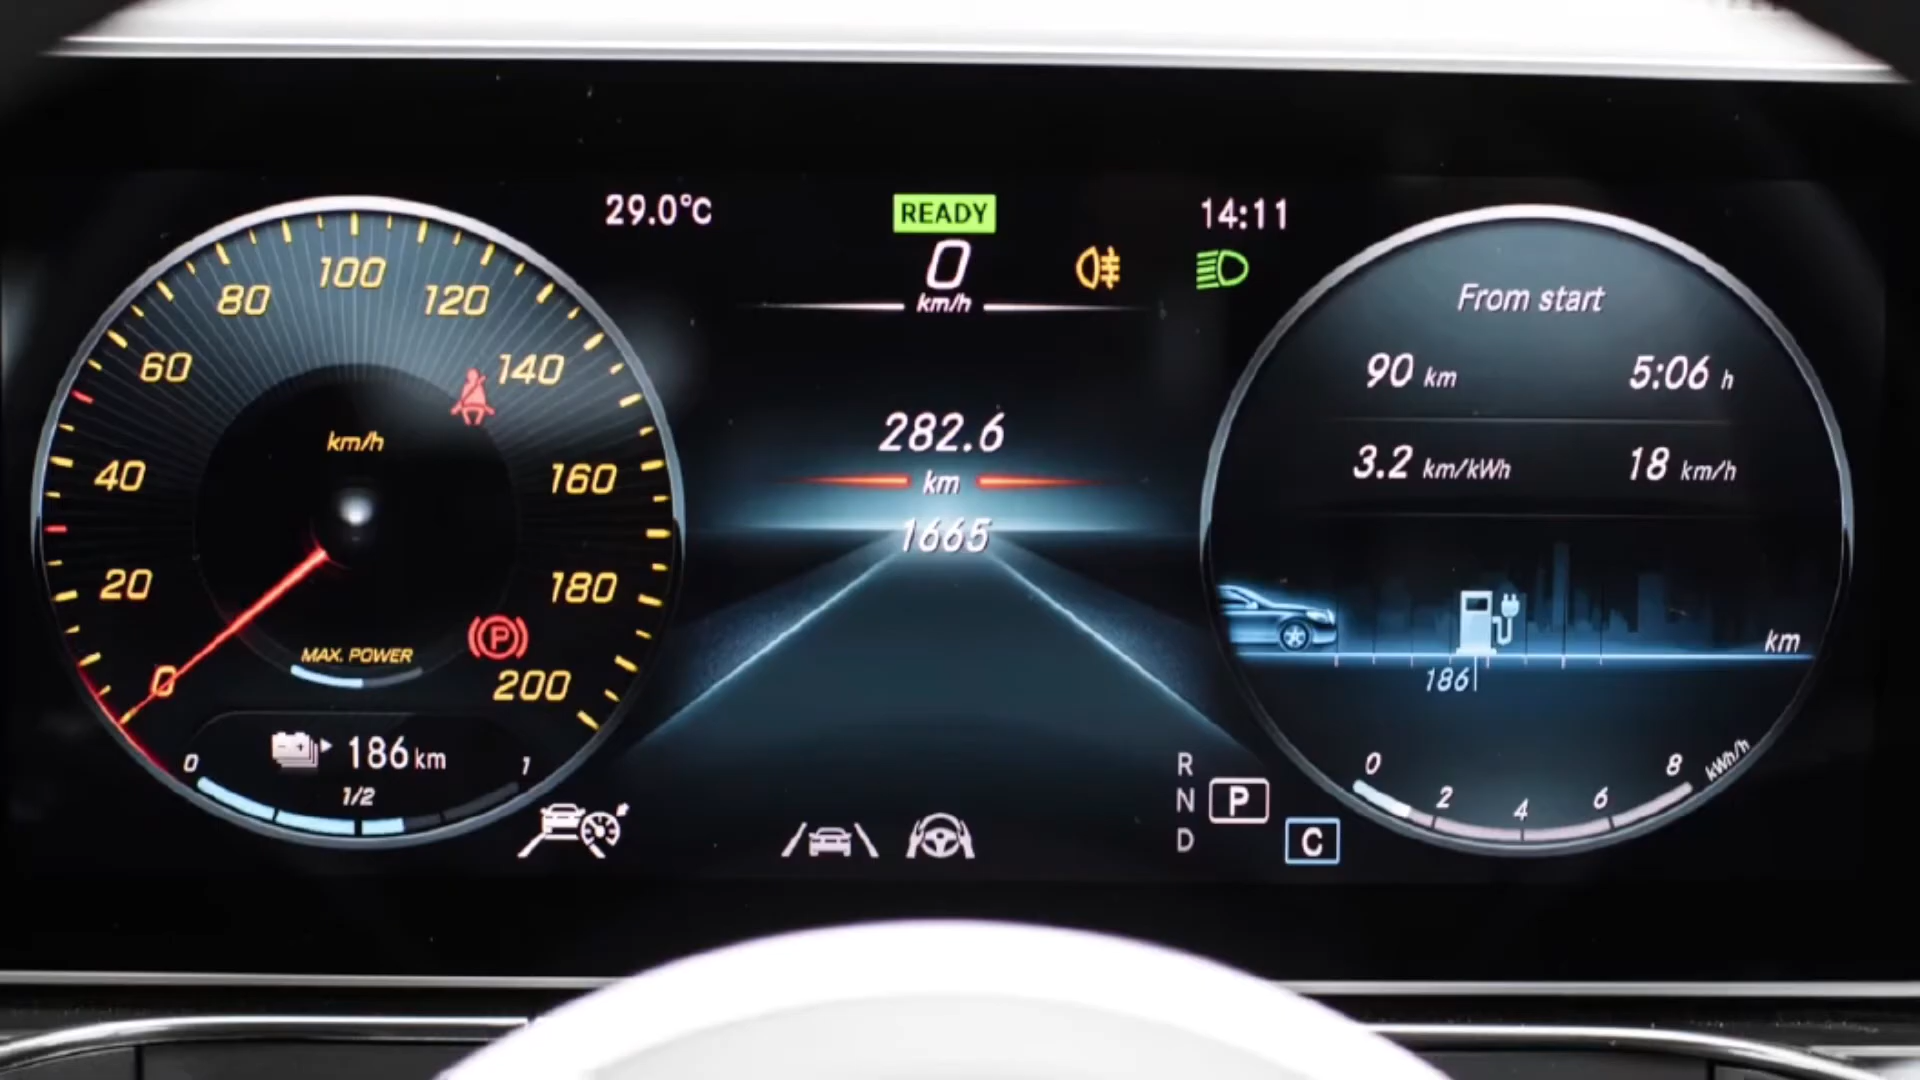 29.0°C
READY
14:11
0
km/h
0
20
40
60
80
100
120
140
160
180
200
km/h
MAX. POWER
P
186 km
0
1/2
1
282.6
km
1665
R
N
D
P
C
From start
90 km 5:06 h
3.2 km/kWh 18 km/h
km
186
0 2 4 6 8 kWh/h